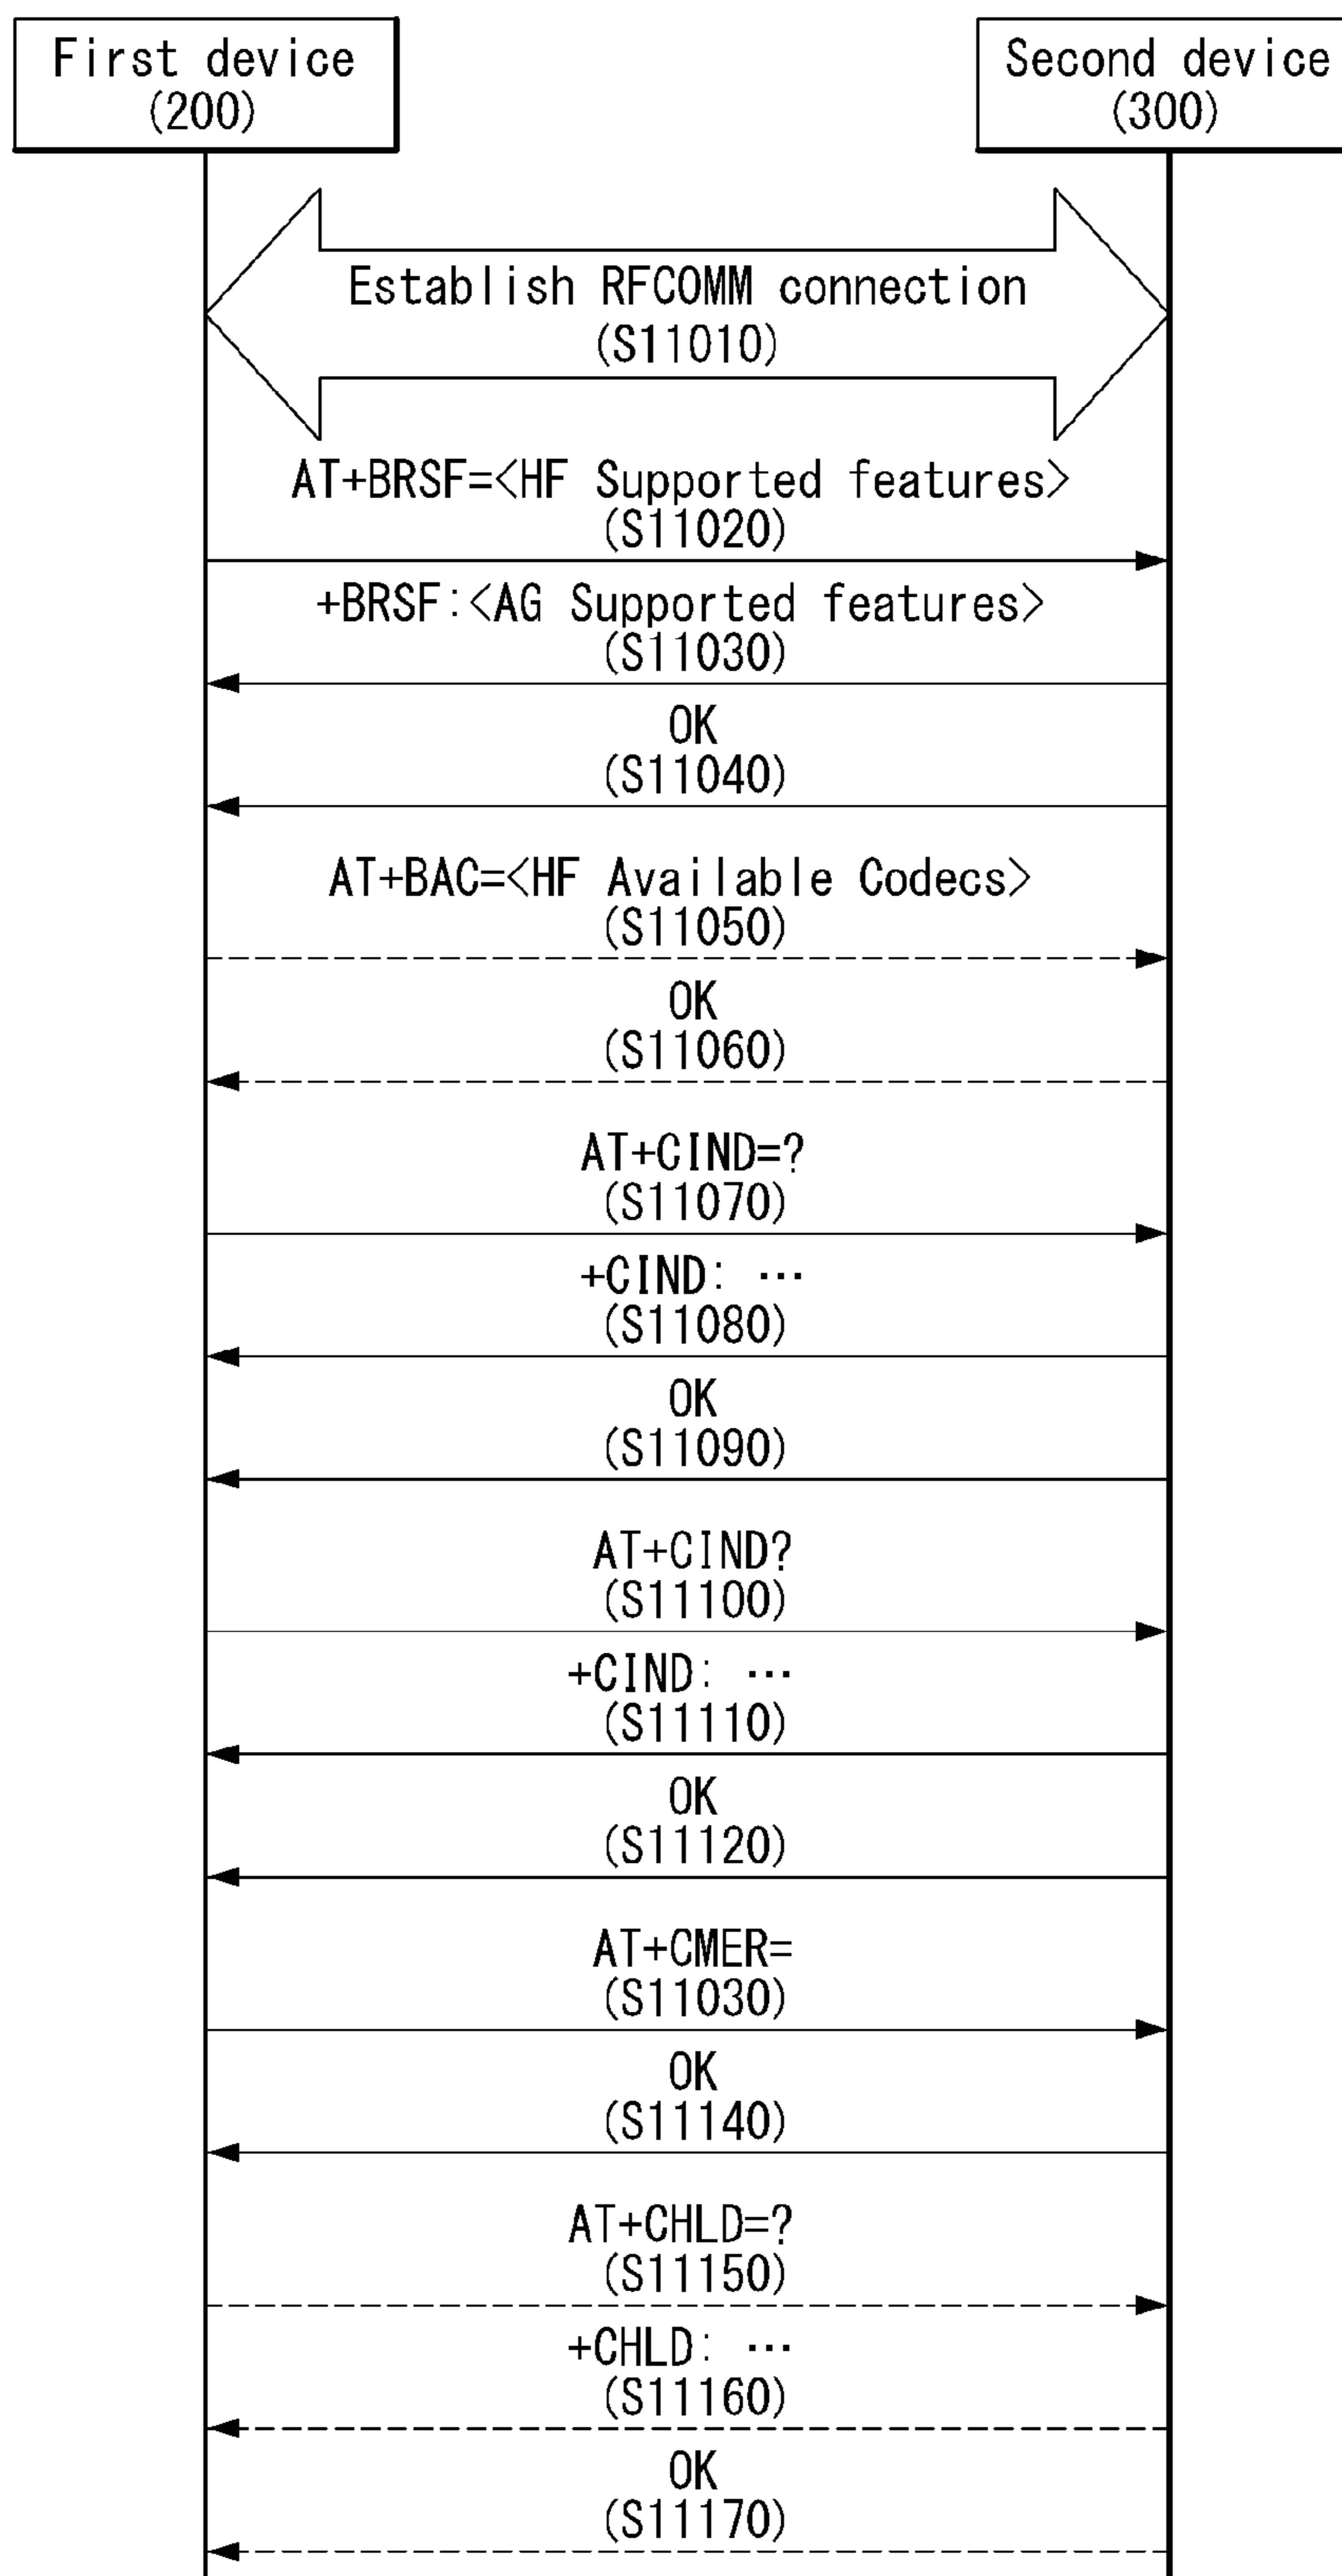 First device
(200)
Second device
(300)
Establish RFCOMM connection
(S11010)
AT+BRSF=<HF Supported features>
(S11020)
+BRSF:<AG Supported features>
(S11030)
OK
(S11040)
AT+BAC=<HF Available Codecs>
(S11050)
OK
(S11060)
AT+CIND=?
(S11070)
+CIND: ⋯
(S11080)
OK
(S11090)
AT+CIND?
(S11100)
+CIND: ⋯
(S11110)
OK
(S11120)
AT+CMER=
(S11030)
OK
(S11140)
AT+CHLD=?
(S11150)
+CHLD: ⋯
(S11160)
OK
(S11170)